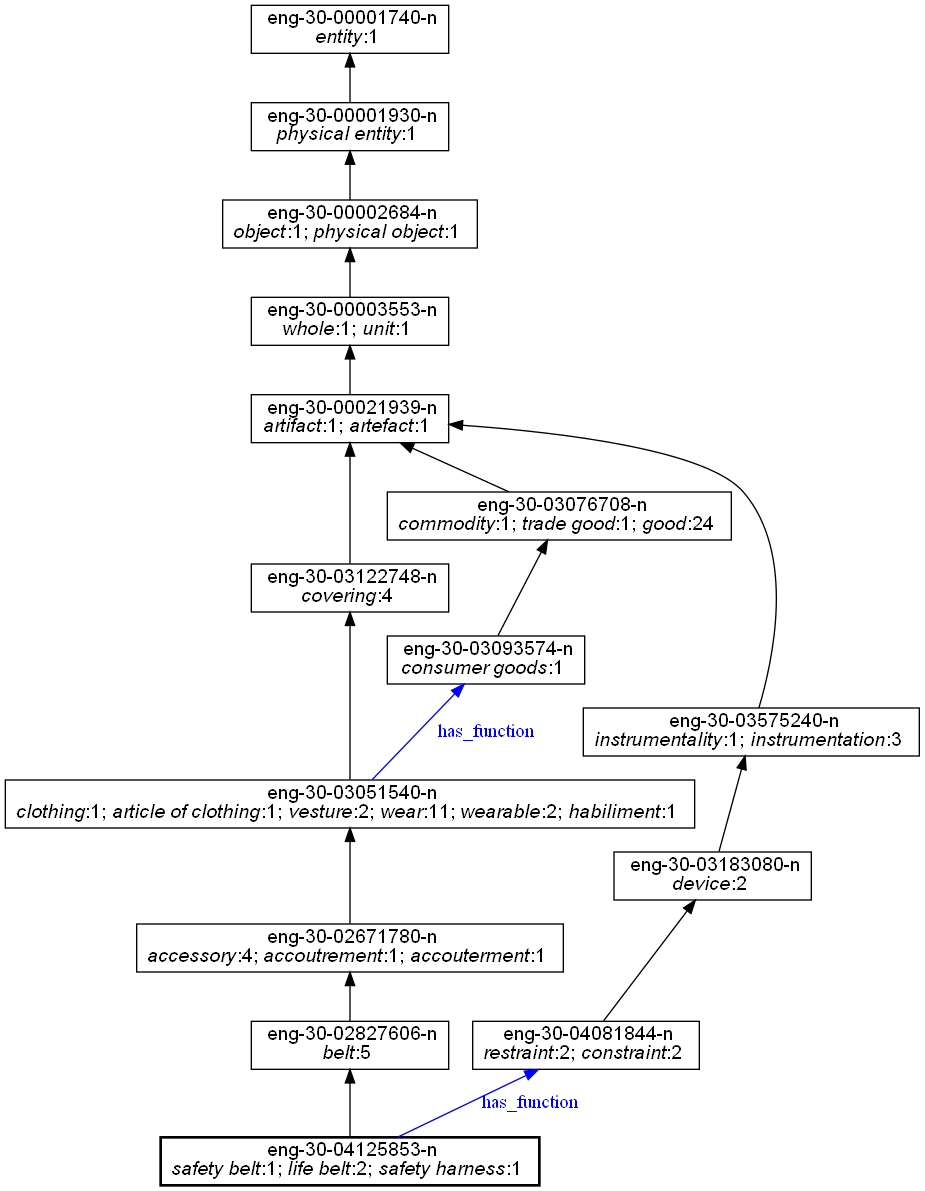 eng-30-00001740-n
entity:1
eng-30-00001930-n
physical entity:1
eng-30-00002684-n
object:1; physical object:1
eng-30-00003553-n
whole:1; unit:1
eng-30-00021939-n
artifact:1; artefact:1
eng-30-03076708-n
commodity:1; trade good:1; good:24
eng-30-03122748-n
covering:4
eng-30-03093574-n
consumer goods:1
eng-30-03575240-n
instrumentality:1; instrumentation:3
has_function
eng-30-03051540-n
clothing:1; article of clothing:1; vesture:2; wear:11; wearable:2; habiliment:1
eng-30-03183080-n
device:2
eng-30-02671780-n
accessory:4; accoutrement:1; accouterment:1
eng-30-02827606-n
belt:5
eng-30-04081844-n
restraint:2; constraint:2
has_function
eng-30-04125853-n
safety belt:1; life belt:2; safety harness:1